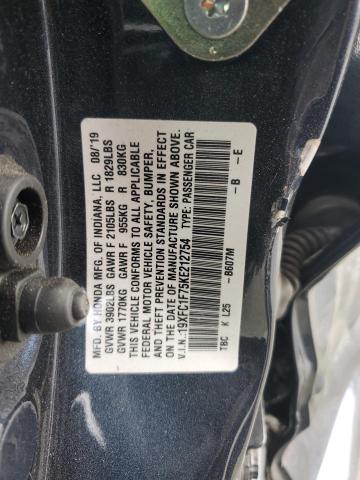 MFD. BY HONDA MFG. OF INDIANA, LLC 08/'19
GVWR 3902LBS GAWR F 2105LBS R 1829LBS
GVWR 1770KG GAWR F 955KG R 830KG
THIS VEHICLE CONFORMS TO ALL APPLICABLE
FEDERAL MOTOR VEHICLE SAFETY, BUMPER,
AND THEFT PREVENTION STANDARDS IN EFFECT
ON THE DATE OF MANUFACTURE SHOWN ABOVE.
V.I.N.:19XFC1F75KE212754 TYPE: PASSENGER CAR
-B607M -B -E
TBC K L25